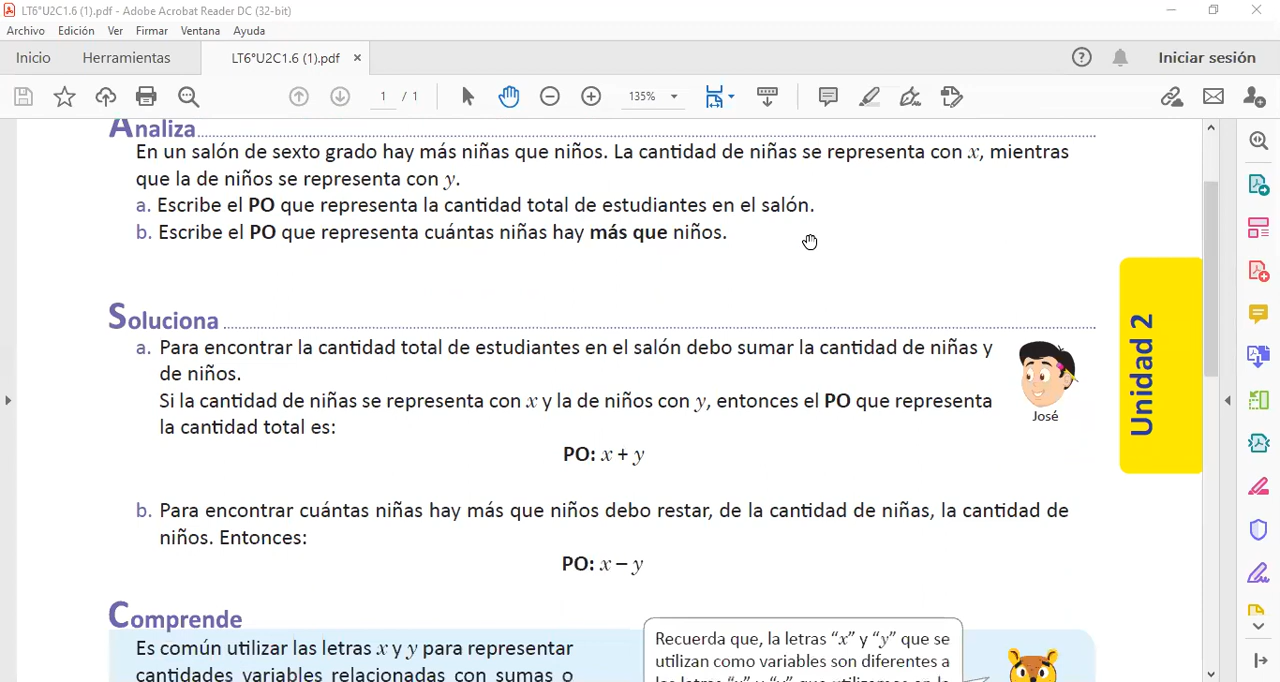 LT6°U2C1.6 (1).pdf - Adobe Acrobat Reader DC (32-bit)
Archivo Edición Ver Firmar Ventana Ayuda
Inicio Herramientas LT6°U2C1.6 (1).pdf × Iniciar sesión
1 / 1 135%
Analiza
En un salón de sexto grado hay más niñas que niños. La cantidad de niñas se representa con x, mientras
que la de niños se representa con y.
a. Escribe el PO que representa la cantidad total de estudiantes en el salón.
b. Escribe el PO que representa cuántas niñas hay más que niños.
Soluciona
a. Para encontrar la cantidad total de estudiantes en el salón debo sumar la cantidad de niñas y
de niños.
Si la cantidad de niñas se representa con x y la de niños con y, entonces el PO que representa
la cantidad total es:
PO: x + y
José
b. Para encontrar cuántas niñas hay más que niños debo restar, de la cantidad de niñas, la cantidad de
niños. Entonces:
PO: x − y
Unidad 2
Comprende
Es común utilizar las letras x y y para representar
cantidades variables relacionadas con sumas o
Recuerda que, la letras “x” y “y” que se
utilizan como variables son diferentes a